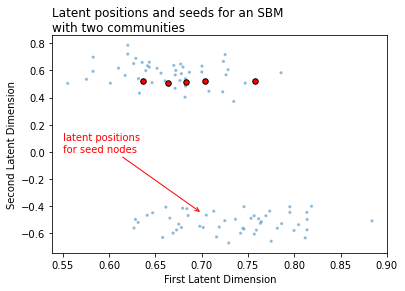 Latent positions and seeds for an SBM
with two communities
0.8
0.6
0.4
0.2
0.0
−0.2
−0.4
−0.6
Second Latent Dimension
latent positions
for seed nodes
0.55 0.60 0.65 0.70 0.75 0.80 0.85 0.90
First Latent Dimension